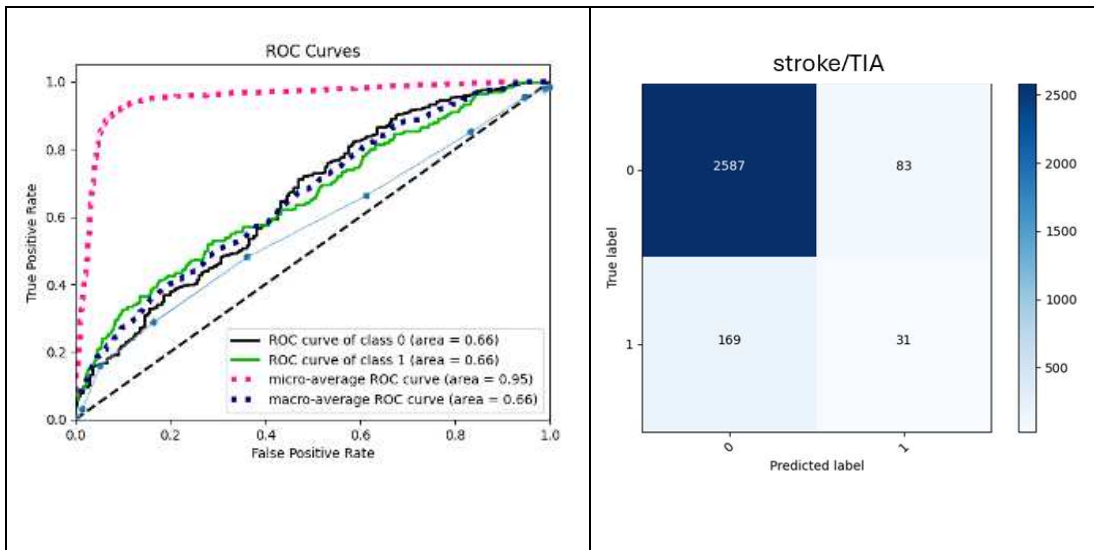 ROC Curves
True Positive Rate
1.0
0.8
0.6
0.4
0.2
0.0
ROC curve of class 0 (area = 0.66)
ROC curve of class 1 (area = 0.66)
micro-average ROC curve (area = 0.95)
macro-average ROC curve (area = 0.66)
0.0 0.2 0.4 0.6 0.8 1.0
False Positive Rate
stroke/TIA
True label
0 2587 83
1 169 31
0 1
Predicted label
2500
2000
1500
1000
500